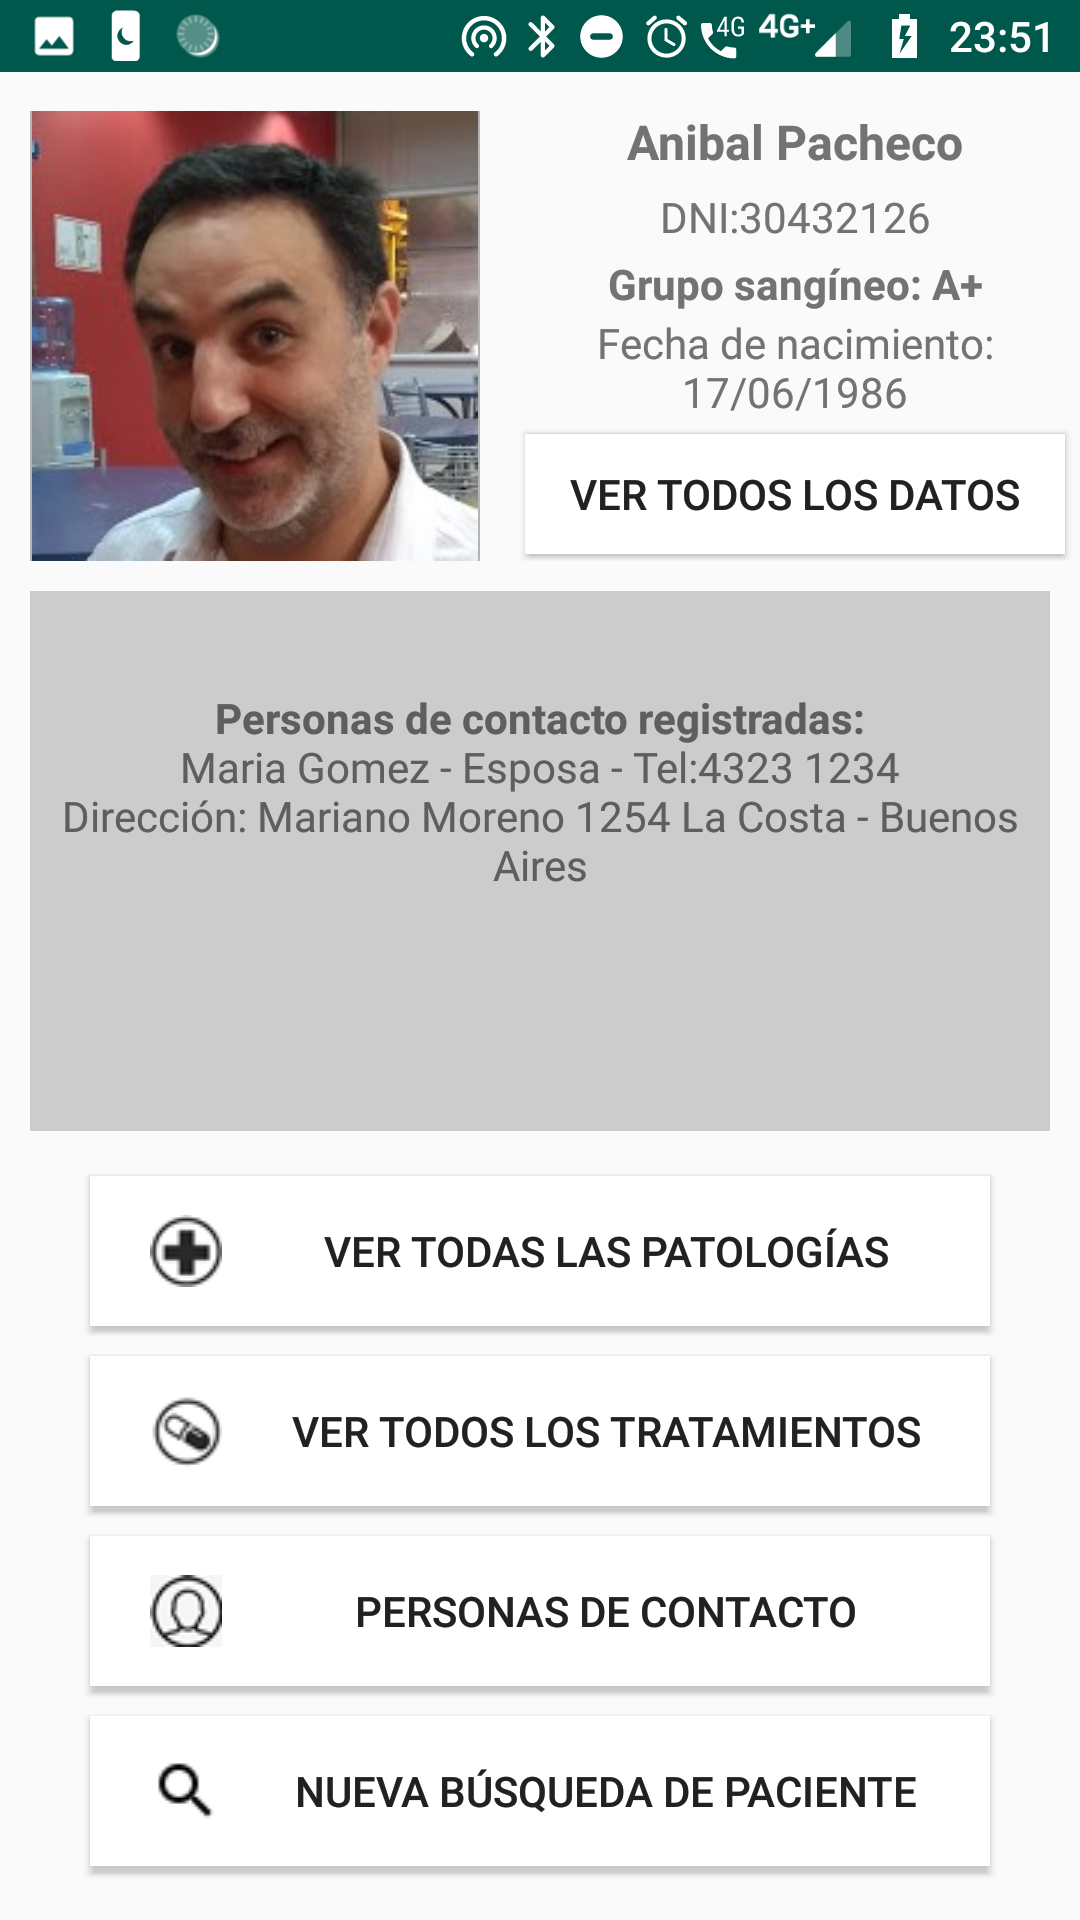 4G 4G+ 23:51
Anibal Pacheco
DNI:30432126
Grupo sangíneo: A+
Fecha de nacimiento:
17/06/1986
VER TODOS LOS DATOS
Personas de contacto registradas:
Maria Gomez - Esposa - Tel:4323 1234
Dirección: Mariano Moreno 1254 La Costa - Buenos
Aires
VER TODAS LAS PATOLOGÍAS
VER TODOS LOS TRATAMIENTOS
PERSONAS DE CONTACTO
NUEVA BÚSQUEDA DE PACIENTE